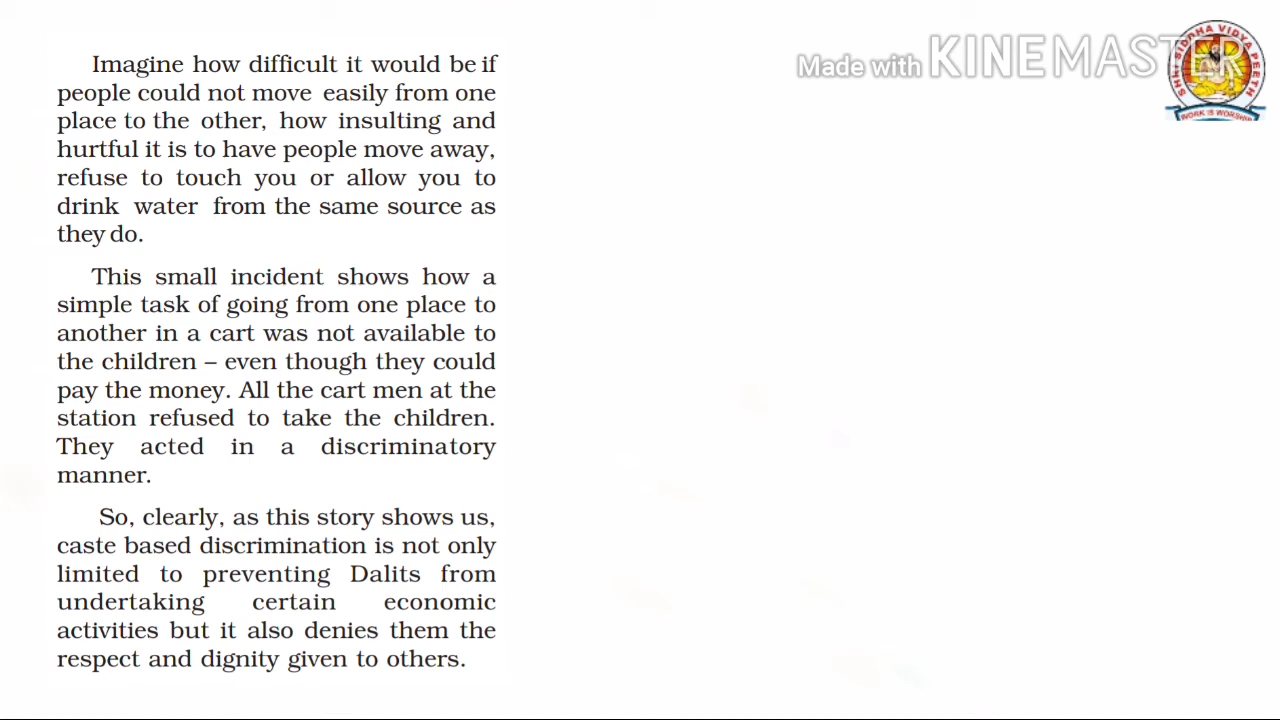 Imagine how difficult it would be if
people could not move easily from one
place to the other, how insulting and
hurtful it is to have people move away,
refuse to touch you or allow you to
drink water from the same source as
they do.
This small incident shows how a
simple task of going from one place to
another in a cart was not available to
the children – even though they could
pay the money. All the cart men at the
station refused to take the children.
They acted in a discriminatory
manner.
So, clearly, as this story shows us,
caste based discrimination is not only
limited to preventing Dalits from
undertaking certain economic
activities but it also denies them the
respect and dignity given to others.
Made with KINEMASTER
SHRI SIDDHA VIDYA PEETH
WORK IS WORSHIP